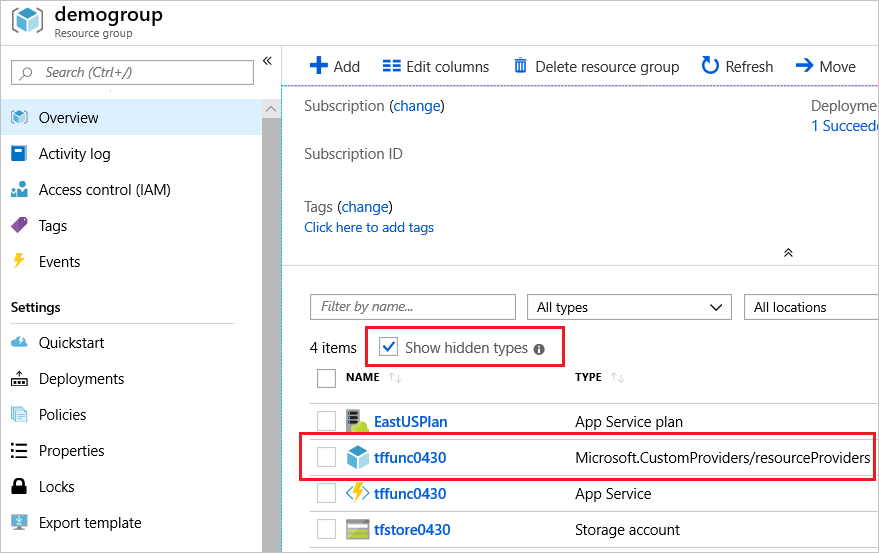 demogroup
Resource group
Search (Ctrl+/)
Overview
Activity log
Access control (IAM)
Tags
Events
Settings
Quickstart
Deployments
Policies
Properties
Locks
Export template
Add Edit columns Delete resource group Refresh Move
Subscription (change)
Deployme
1 Succeede
Subscription ID
Tags (change)
Click here to add tags
Filter by name... All types All locations
4 items Show hidden types
NAME TYPE
EastUSPlan App Service plan
tffunc0430 Microsoft.CustomProviders/resourceProviders
tffunc0430 App Service
tfstore0430 Storage account